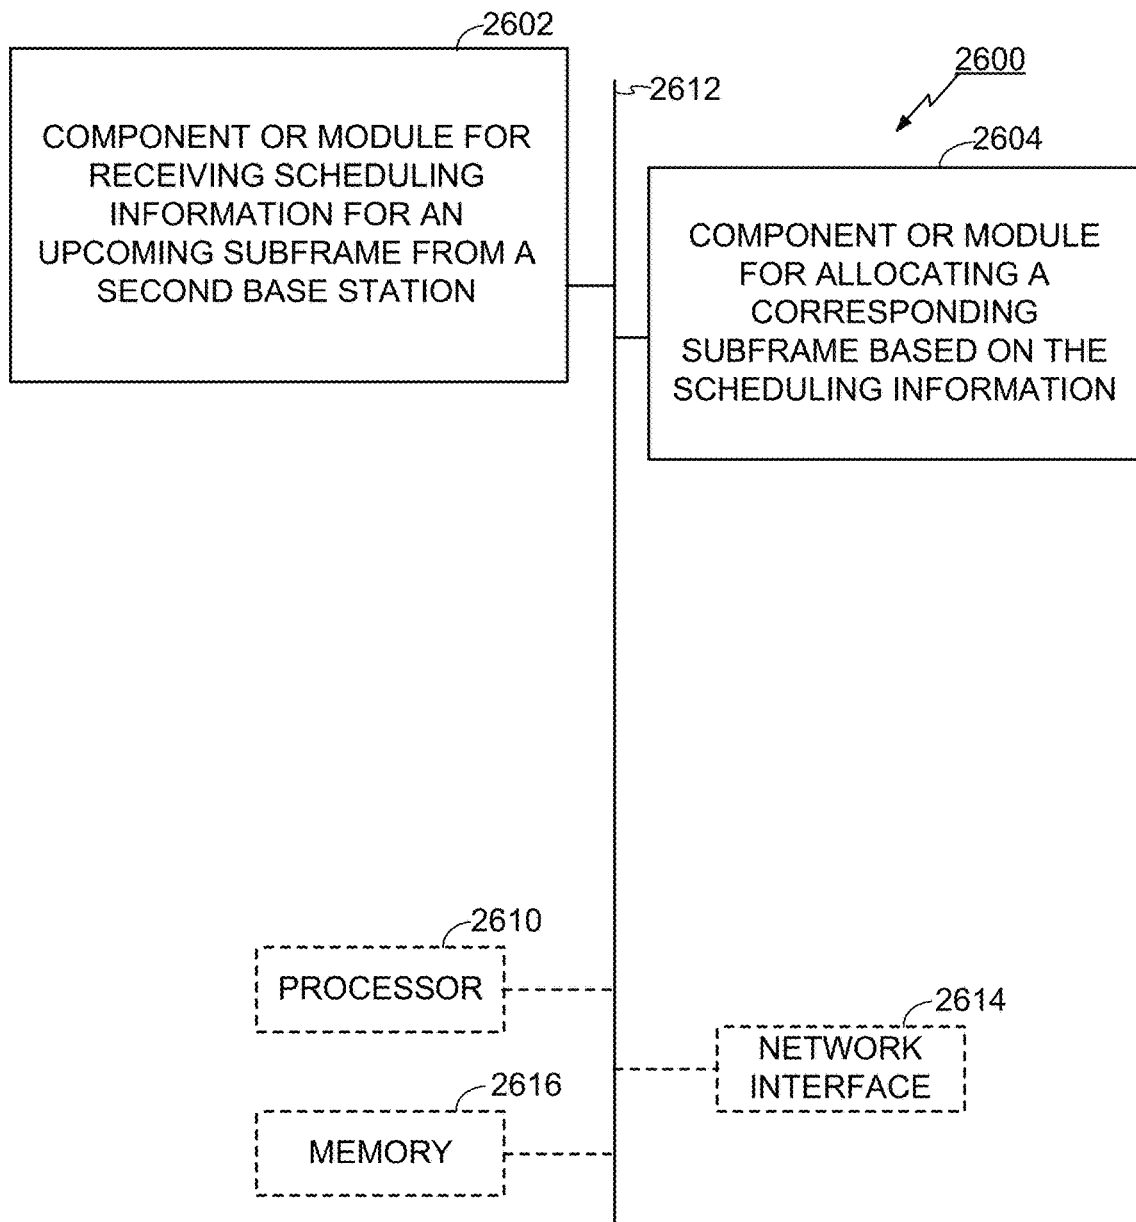 2602
2600
2612
2604
COMPONENT OR MODULE FOR
RECEIVING SCHEDULING
INFORMATION FOR AN
UPCOMING SUBFRAME FROM A
SECOND BASE STATION
COMPONENT OR MODULE
FOR ALLOCATING A
CORRESPONDING
SUBFRAME BASED ON THE
SCHEDULING INFORMATION
2610
PROCESSOR
2614
NETWORK
INTERFACE
2616
MEMORY